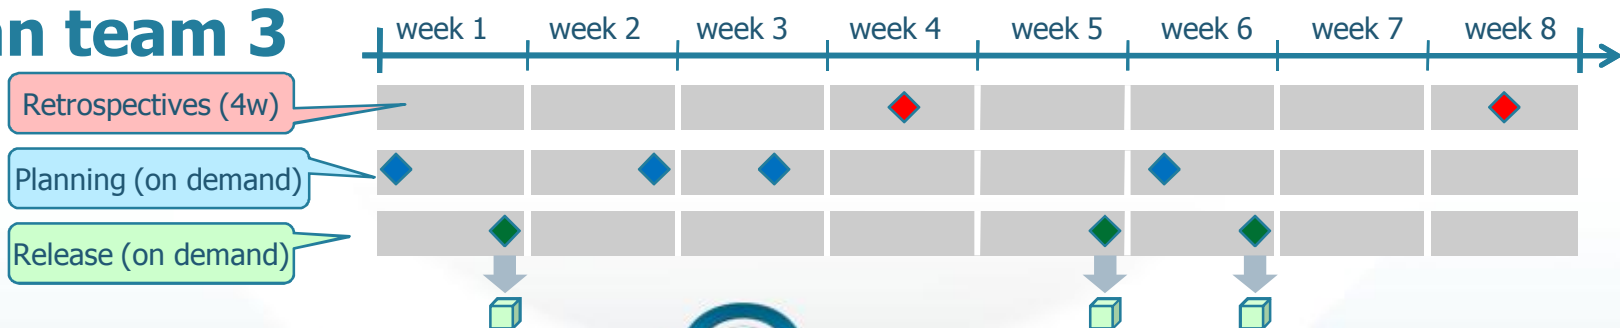 team 3
week 1 week 2 week 3 week 4 week 5 week 6 week 7 week 8
Retrospectives (4w)
Planning (on demand)
Release (on demand)